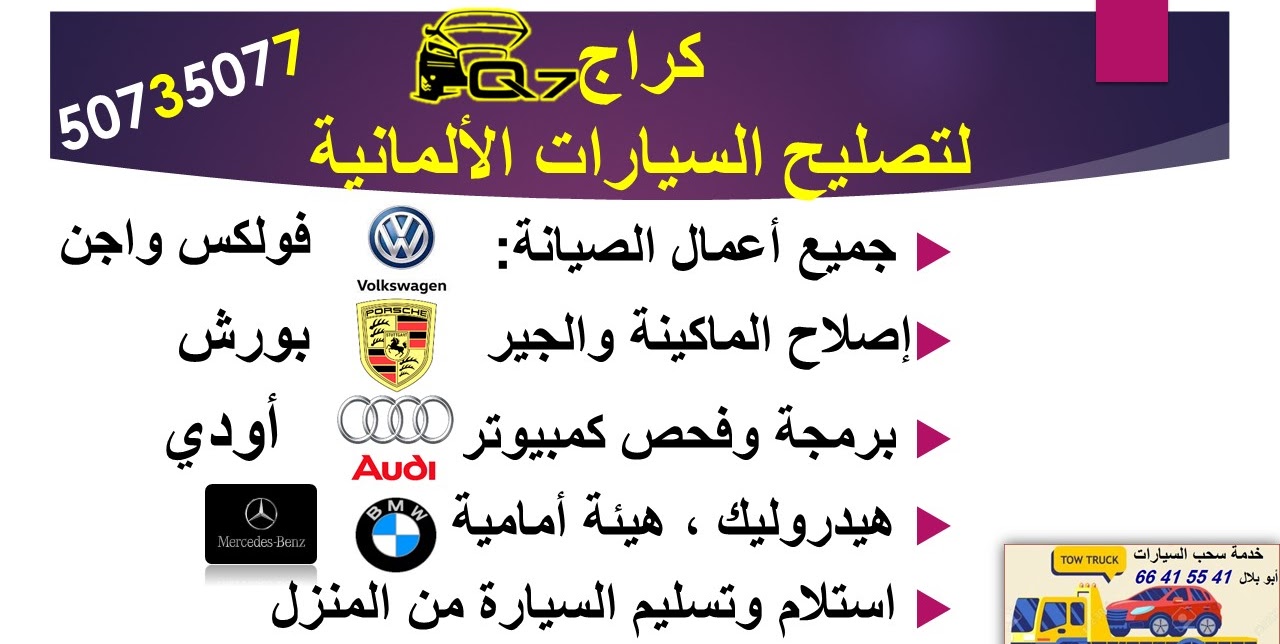 كراج Q7
50735077
لتصليح السيارات الألمانية
جميع أعمال الصيانة:
فولكس واجن
Volkswagen
إصلاح الماكينة والجير
PORSCHE
بورش
برمجة وفحص كمبيوتر
Audi
أودي
هيدروليك ، هيئة أمامية
BMW
Mercedes-Benz
استلام وتسليم السيارة من المنزل
TOW TRUCK
خدمة سحب السيارات
أبو بلال 41 55 41 66